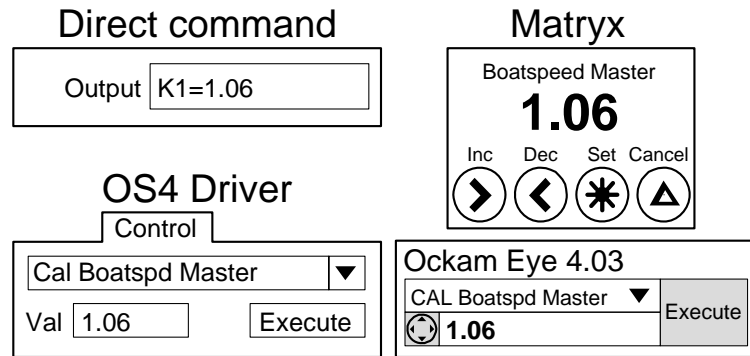 Direct command
Output K1=1.06
Matryx
Boatspeed Master
1.06
Inc Dec Set Cancel
OS4 Driver
Control
Cal Boatspd Master
Val 1.06 Execute
Ockam Eye 4.03
CAL Boatspd Master
Execute
1.06